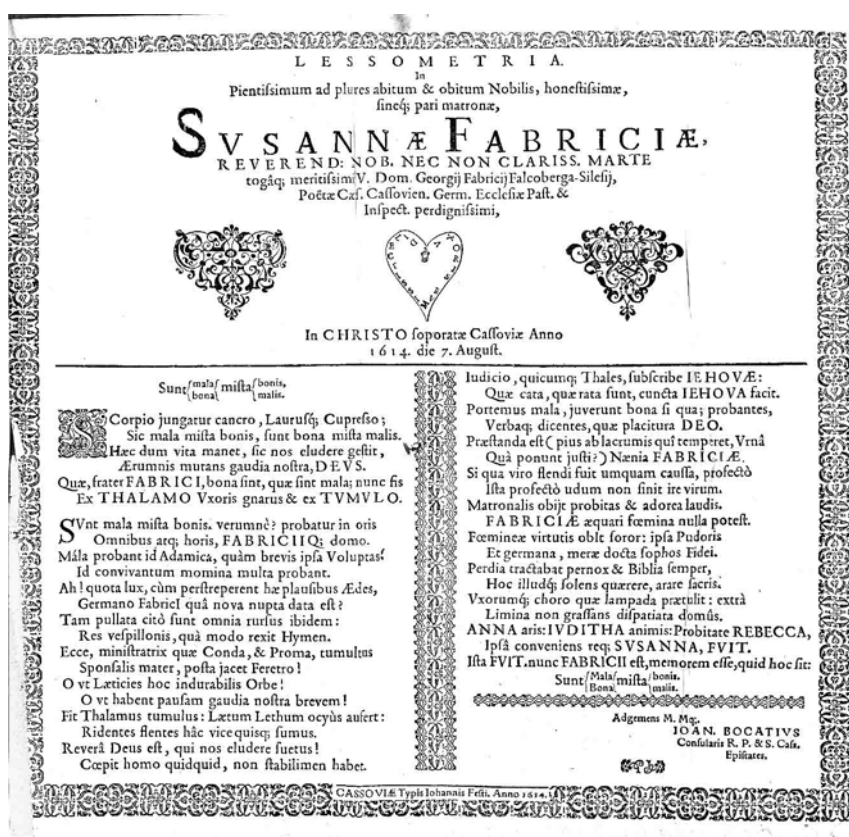 LESSOMETRIA.
In
Pientiſſimum ad plures abitum & obitum Nobilis, honeſtiſſimæ,
ſineq́; pari matronæ,
SVSANNÆ FABRICIÆ,
REVEREND: NOB. NEC NON CLARISS. MARTE
togâq; meritiſſimi V. Dom. Georgij Fabricij Falcoberga-Sileſij,
Poëtæ Cæſ. Caſſovien. Germ. Eccleſiæ Paſt. &
Inſpect. perdigniſſimi,
In CHRISTO ſoporatæ Caſſoviæ Anno
1614. die 7. Auguſt.
Sunt {mala bona} miſta {bonis. malis.
Scorpio jungatur cancro, Lauruſq́; Cupreſſo;
Sic mala miſta bonis, ſunt bona miſta malis.
Hæc dum vita manet, ſic nos eludere geſtit,
Ærumnis mutans gaudia noſtra, DEVS.
Quæ, frater FABRICI, bona ſint, quæ ſint mala; nunc ſis
Ex THALAMO Vxoris gnarus & ex TVMVLO.
SVnt mala miſta bonis. verumnè? probatur in oris
Omnibus atq; horis, FABRICIIQ; domo.
Mála probant id Adamica, quàm brevis ipſa Voluptas!
Id convivantum momina multa probant.
Ah! quota lux, cùm perſtreperent hæ plauſibus Ædes,
Germano FabricI quâ nova nupta data eſt?
Tam pullata citò ſunt omnia rurſus ibidem:
Res veſpillonis, quà modo rexit Hymen.
Ecce, miniſtratrix quæ Conda, & Proma, tumultus
Sponſalis mater, poſta jacet Feretro!
O vt Læticies hoc indurabilis Orbe!
O vt habent pauſam gaudia noſtra brevem!
Fit Thalamus tumulus: Lætum Lethum ocyùs aufert:
Ridentes flentes hâc vice quisq; ſumus.
Reverâ Deus eſt, qui nos eludere ſuetus!
Cœpit homo quidquid, non ſtabilimen habet.
Iudicio, quicumq; Thales, ſubſcribe IEHOVÆ:
Quæ cata, quæ rata ſunt, cuncta IEHOVA facit.
Portemus mala, juverunt bona ſi qua; probantes,
Verbaq; dicentes, quæ placitura DEO.
Præſtanda eſt (pius ab lacrumis quî temperet, Vrnâ
Quà ponunt juſti?) Nænia FABRICIÆ.
Si qua viro flendi fuit umquam cauſſa, profectò
Iſta profectò udum non ſinit ire virum.
Matronalis obijt probitas & adorea laudis.
FABRICIÆ æquari fœmina nulla poteſt.
Fœmineæ virtutis obIt ſoror: ipſa Pudoris
Et germana, meræ docta ſophos Fidei.
Perdia tractabat pernox & Biblia ſemper,
Hoc illudq́; ſolens quærere, arare ſacris.
Vxorumq́; choro quæ lampada prætulit: extrà
Limina non graſſans diſpatiata domûs.
ANNA aris: IVDITHA animis: Probitate REBECCA,
Ipſâ conveniens req; SVSANNA, FVIT.
Iſta FVIT. nunc FABRICII eſt, memorem eſſe, quid hoc ſit:
Sunt {Mala Bona} miſta {bonis. malis.
Adgemens M. Mq;.
IOAN. BOCATIVS
Conſularis R. P. & S. Caſs.
Epiſtates.
CASSOVIÆ Typis Iohannis Feſti. Anno 1614.